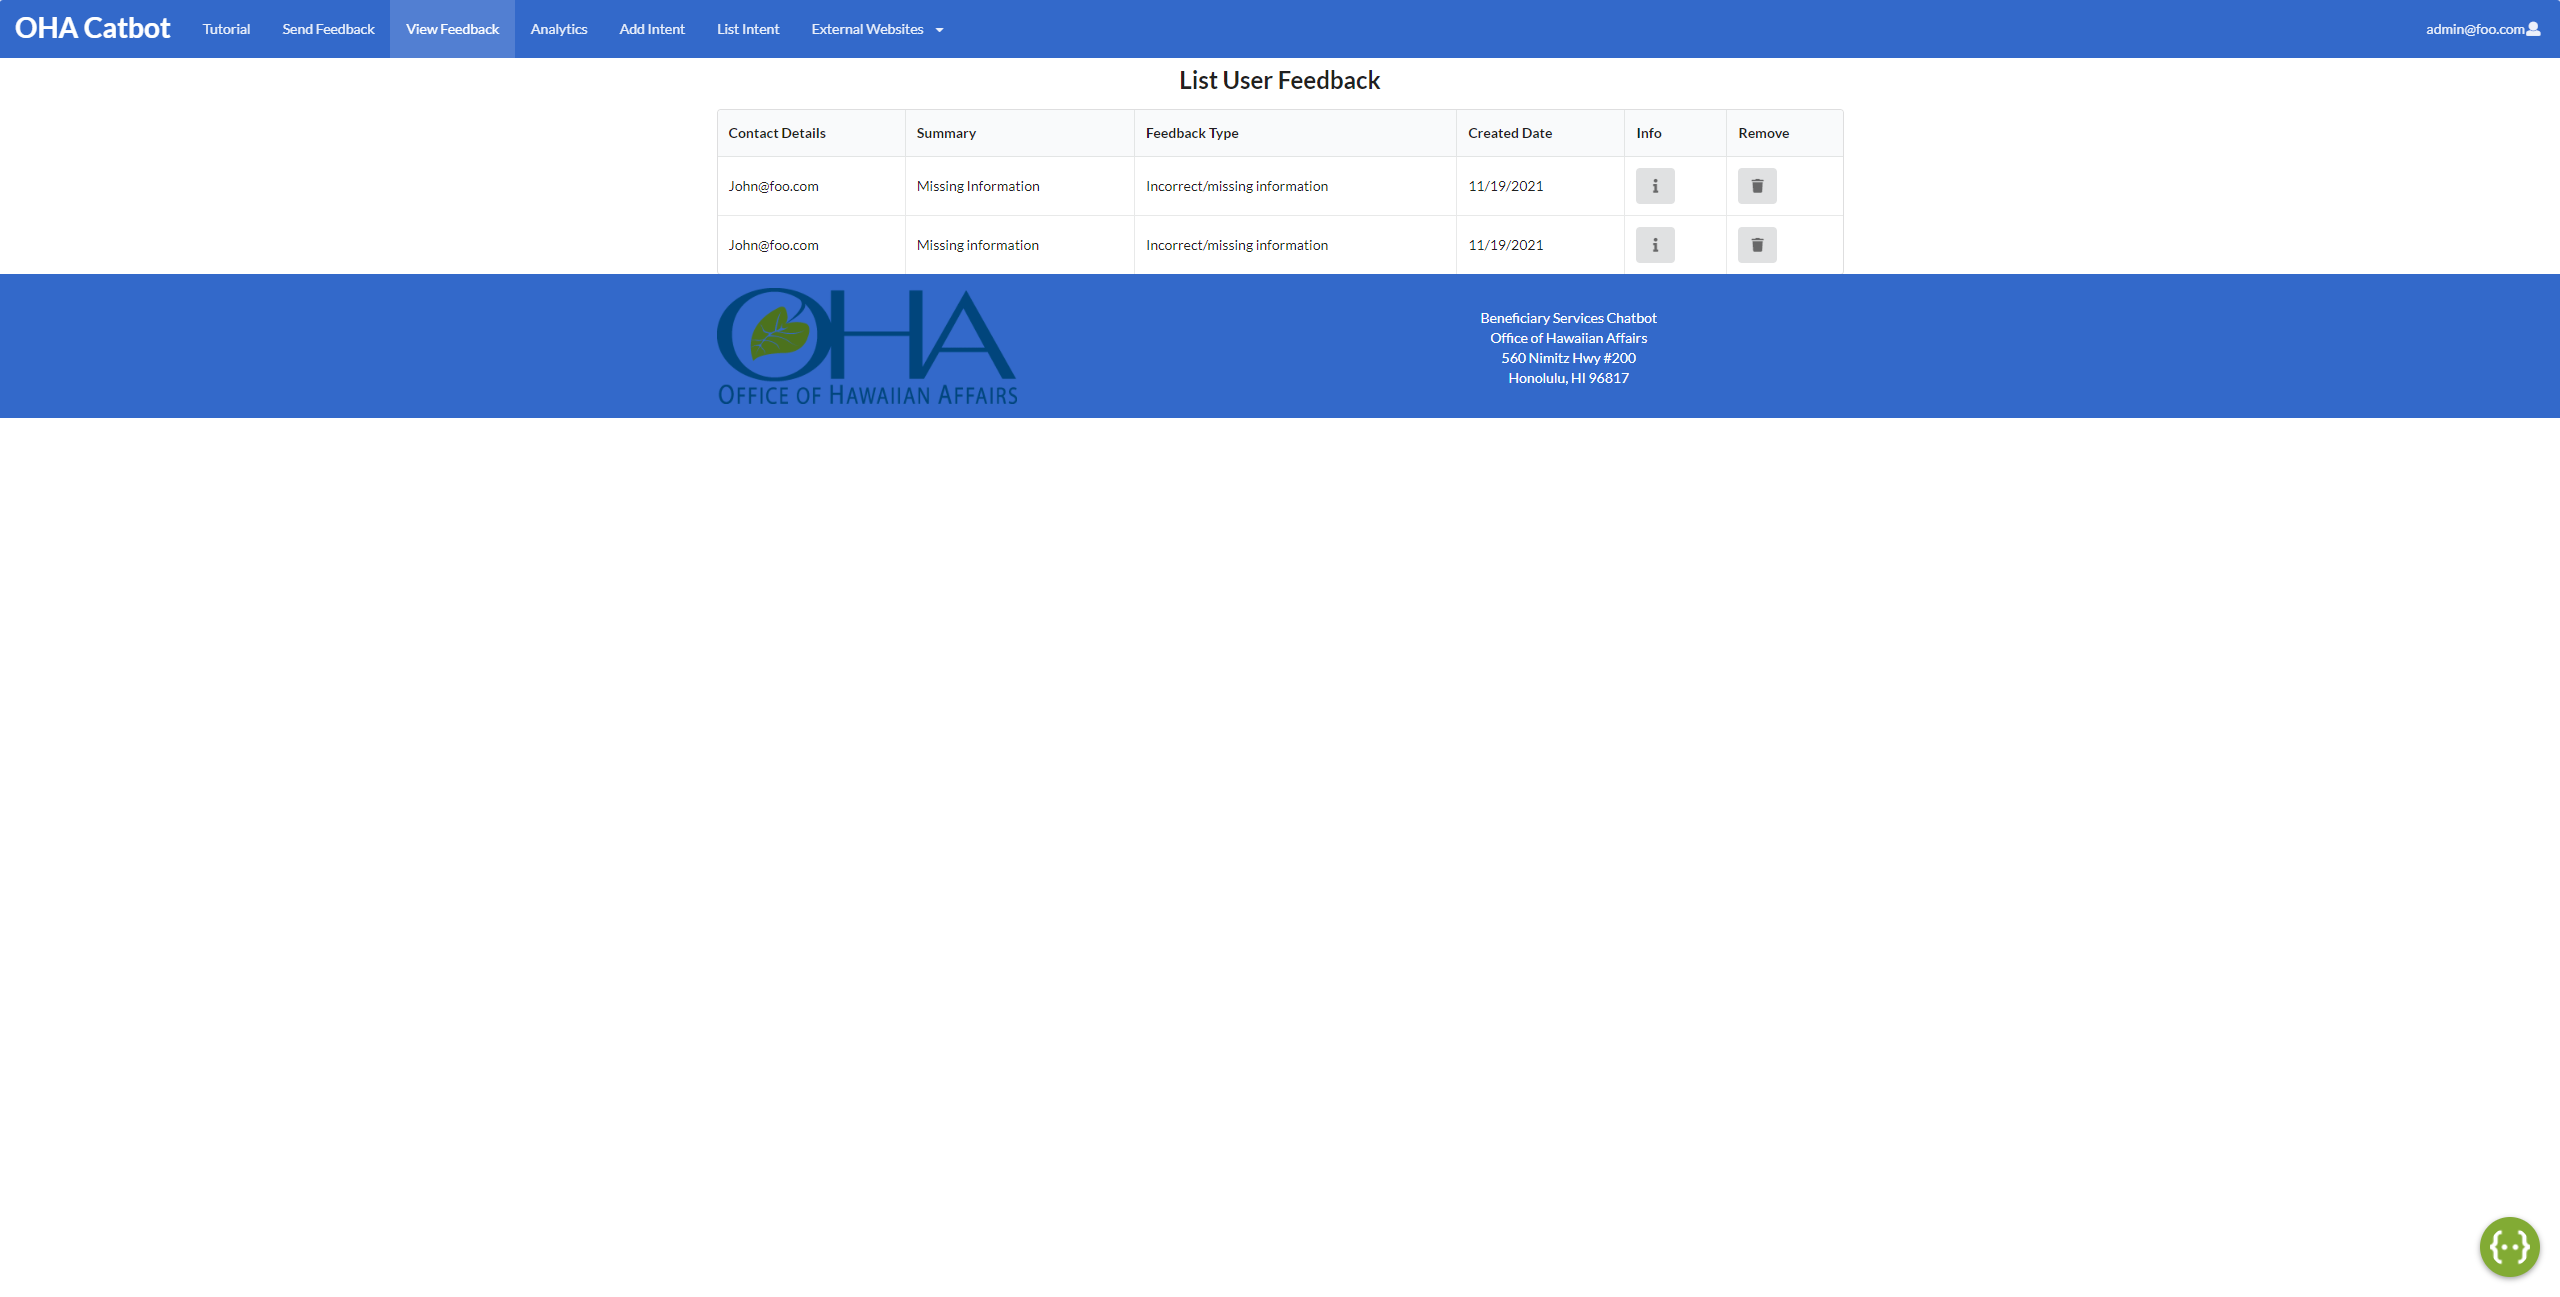 OHA Catbot Tutorial Send Feedback View Feedback Analytics Add Intent List Intent External Websites admin@foo.com
List User Feedback
Contact Details Summary Feedback Type Created Date Info Remove
John@foo.com Missing Information Incorrect/missing information 11/19/2021
John@foo.com Missing information Incorrect/missing information 11/19/2021
OHA
OFFICE OF HAWAIIAN AFFAIRS
Beneficiary Services Chatbot
Office of Hawaiian Affairs
560 Nimitz Hwy #200
Honolulu, HI 96817